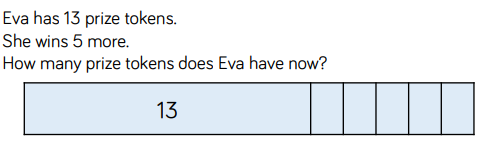 Eva has 13 prize tokens.
She wins 5 more.
How many prize tokens does Eva have now?
13